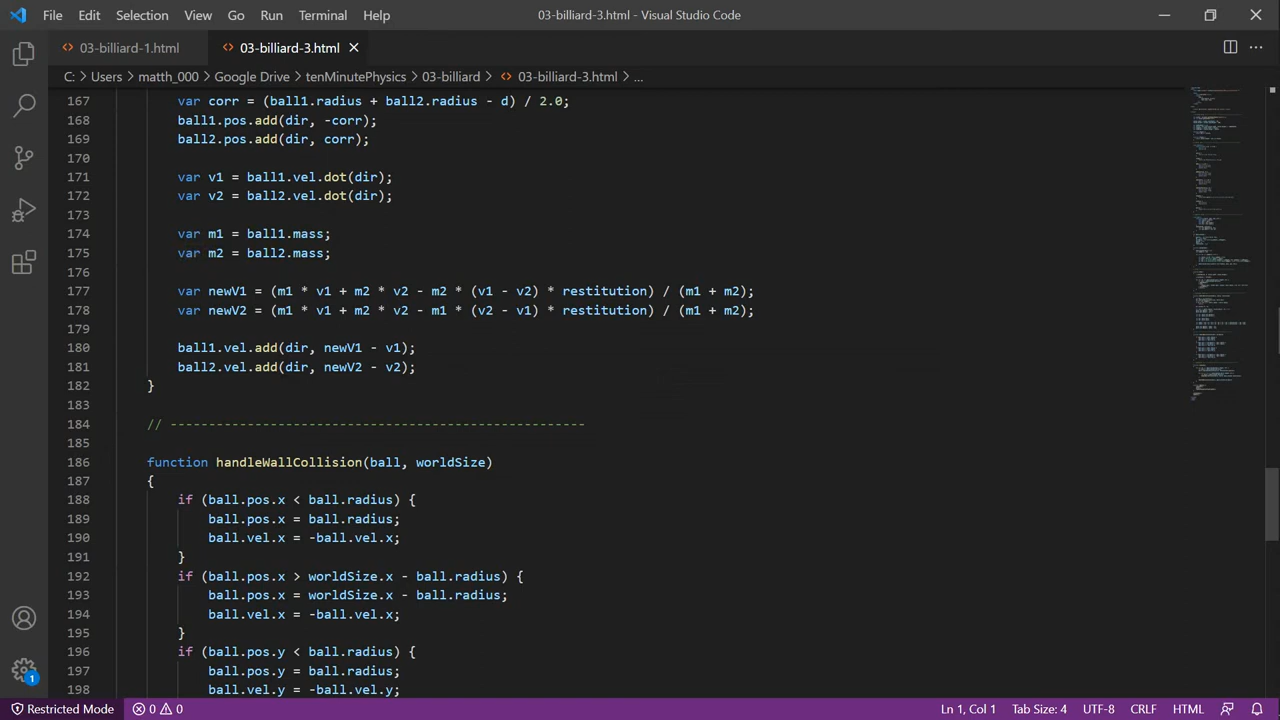 File Edit Selection View Go Run Terminal Help 03-billiard-3.html - Visual Studio Code
03-billiard-1.html 03-billiard-3.html
C: > Users > matth_000 > Google Drive > tenMinutePhysics > 03-billiard > 03-billiard-3.html > ...
167 var corr = (ball1.radius + ball2.radius - d) / 2.0;
168 ball1.pos.add(dir, -corr);
169 ball2.pos.add(dir, corr);
170
171 var v1 = ball1.vel.dot(dir);
172 var v2 = ball2.vel.dot(dir);
173
174 var m1 = ball1.mass;
175 var m2 = ball2.mass;
176
177 var newV1 = (m1 * v1 + m2 * v2 - m2 * (v1 - v2) * restitution) / (m1 + m2);
178 var newV2 = (m1 * v1 + m2 * v2 - m1 * (v2 - v1) * restitution) / (m1 + m2);
179
180 ball1.vel.add(dir, newV1 - v1);
181 ball2.vel.add(dir, newV2 - v2);
182 }
183
184 // ------------------------------------------------------
185
186 function handleWallCollision(ball, worldSize)
187 {
188 if (ball.pos.x < ball.radius) {
189 ball.pos.x = ball.radius;
190 ball.vel.x = -ball.vel.x;
191 }
192 if (ball.pos.x > worldSize.x - ball.radius) {
193 ball.pos.x = worldSize.x - ball.radius;
194 ball.vel.x = -ball.vel.x;
195 }
196 if (ball.pos.y < ball.radius) {
197 ball.pos.y = ball.radius;
198 ball.vel.y = -ball.vel.y;
1
Restricted Mode 0 0 Ln 1, Col 1 Tab Size: 4 UTF-8 CRLF HTML